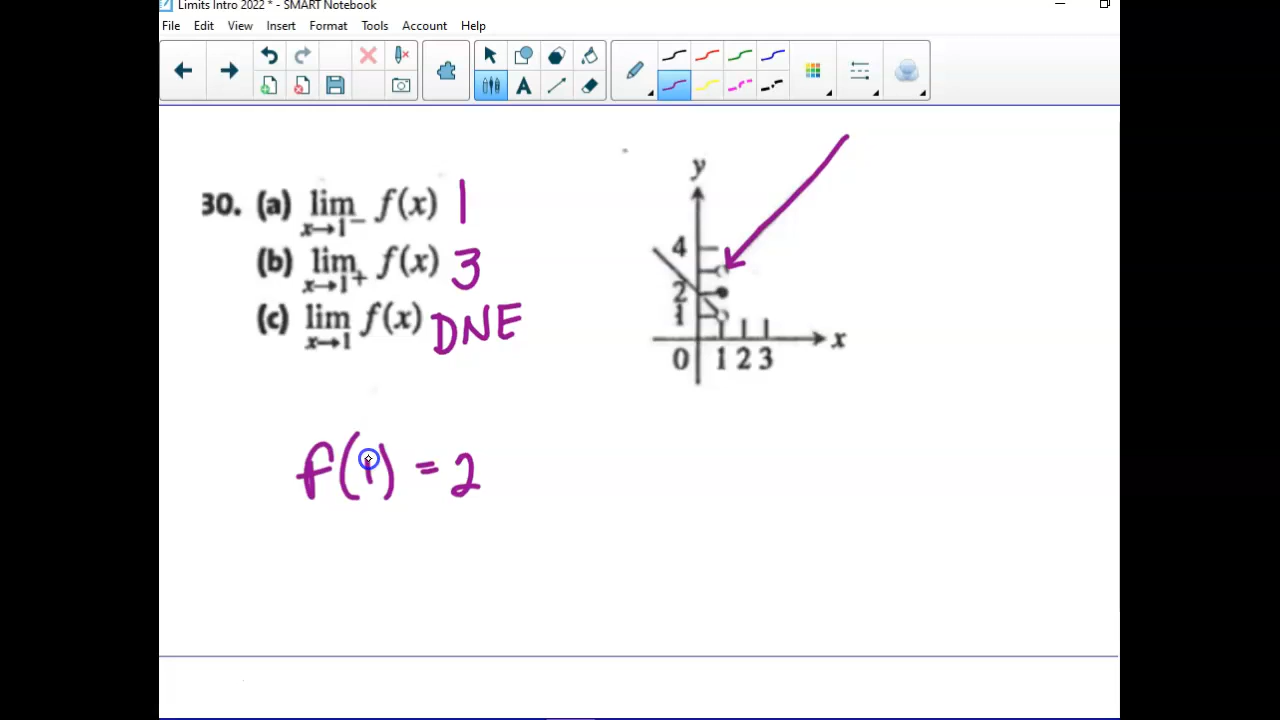 Limits Intro 2022 * - SMART Notebook
File Edit View Insert Format Tools Account Help
30. (a) lim x→1⁻ f(x) 1
(b) lim x→1⁺ f(x) 3
(c) lim x→1 f(x) DNE
y
4
2
1
0 1 2 3 x
f(1) = 2